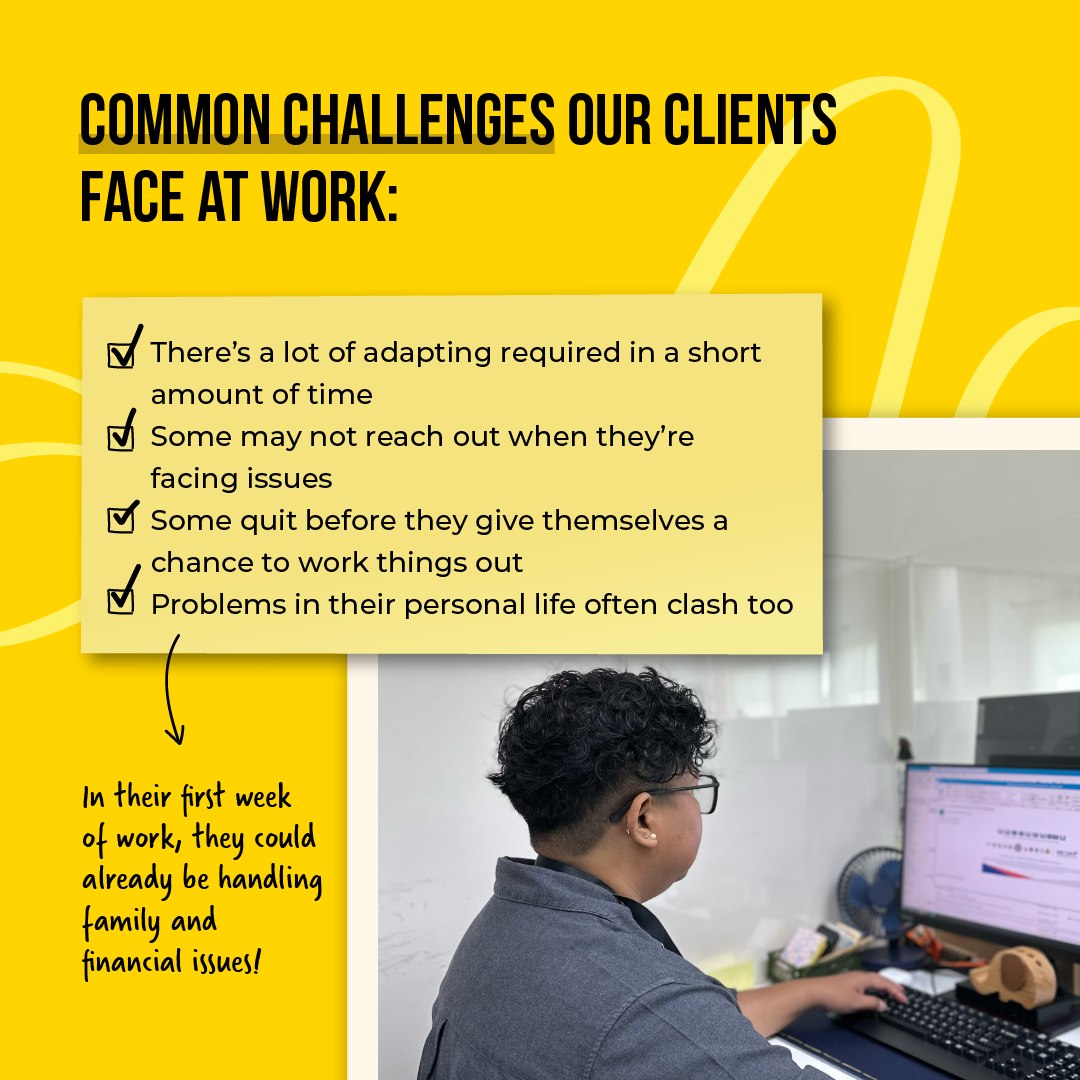 COMMON CHALLENGES OUR CLIENTS
FACE AT WORK:
There's a lot of adapting required in a short
amount of time
Some may not reach out when they're
facing issues
Some quit before they give themselves a
chance to work things out
Problems in their personal life often clash too
In their first week
of work, they could
already be handling
family and
financial issues!